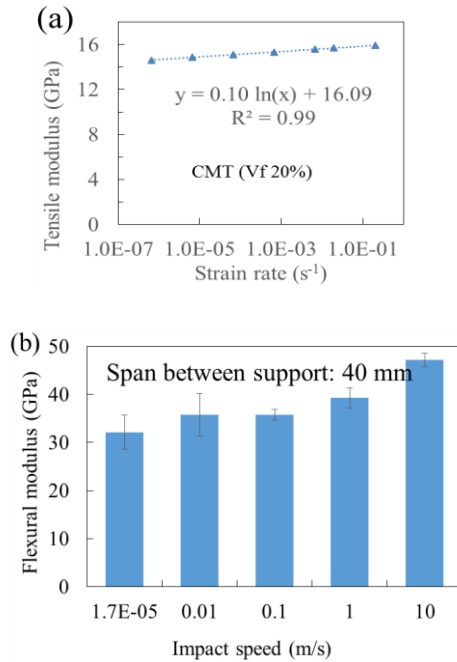 (a)
16
12
8
4
0
Tensile modulus (GPa)
y = 0.10 ln(x) + 16.09
R² = 0.99
CMT (Vf 20%)
1.0E-07 1.0E-05 1.0E-03 1.0E-01
Strain rate (s⁻¹)
(b)
50
40
30
20
10
0
Flexural modulus (GPa)
Span between support: 40 mm
1.7E-05 0.01 0.1 1 10
Impact speed (m/s)